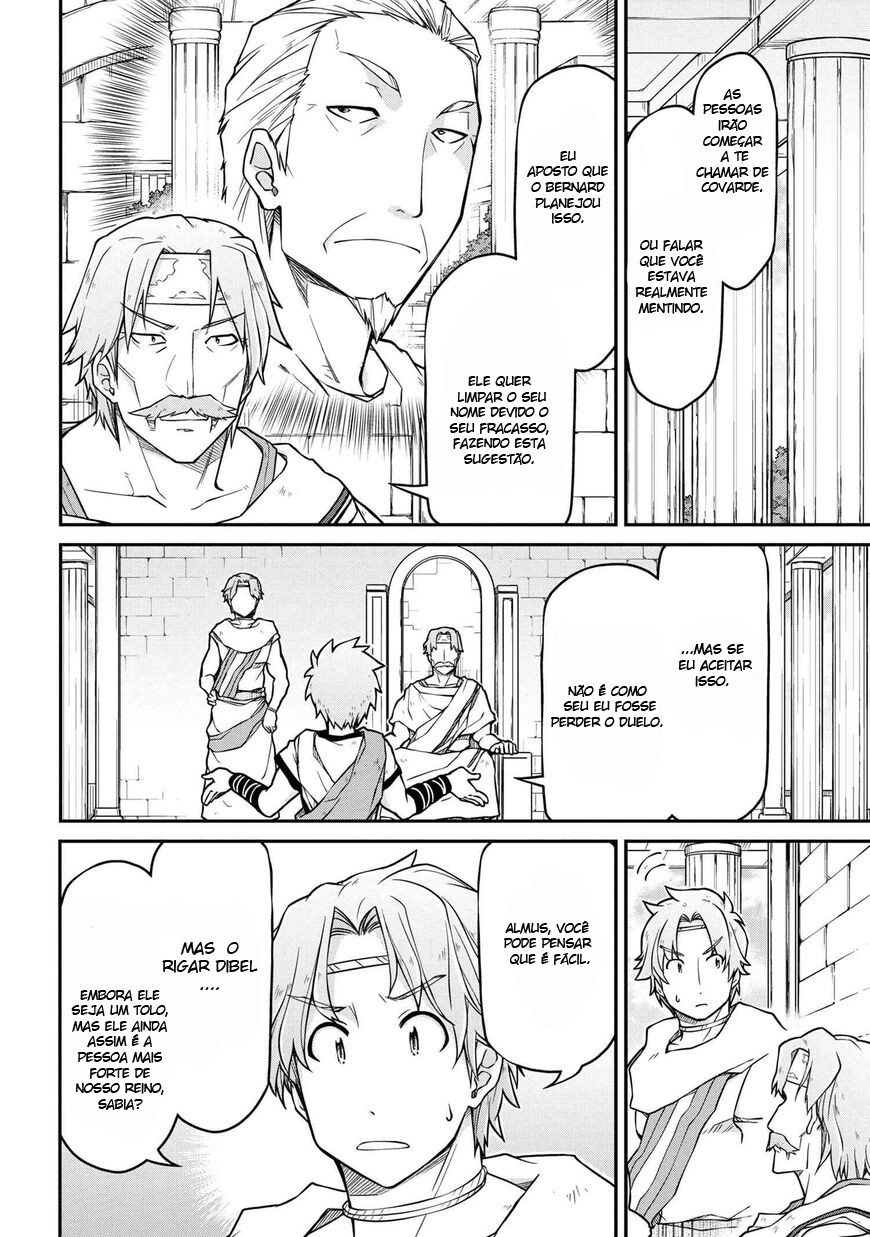 AS
PESSOAS
IRÃO
COMEÇAR
A TE
CHAMAR DE
COVARDE.
OU FALAR
QUE VOCÊ
ESTAVA
REALMENTE
MENTINDO.
EU
APOSTO QUE
O BERNARD
PLANEJOU
ISSO.
ELE QUER
LIMPAR O SEU
NOME DEVIDO O
SEU FRACASSO,
FAZENDO ESTA
SUGESTÃO.
...MAS SE
EU ACEITAR
ISSO.
NÃO É COMO
SEU EU FOSSE
PERDER O DUELO.
ALMUS, VOCÊ
PODE PENSAR
QUE É FÁCIL.
MAS O
RIGAR DIBEL
....
EMBORA ELE
SEJA UM TOLO,
MAS ELE AINDA
ASSIM É A
PESSOA MAIS
FORTE DE
NOSSO REINO,
SABIA?